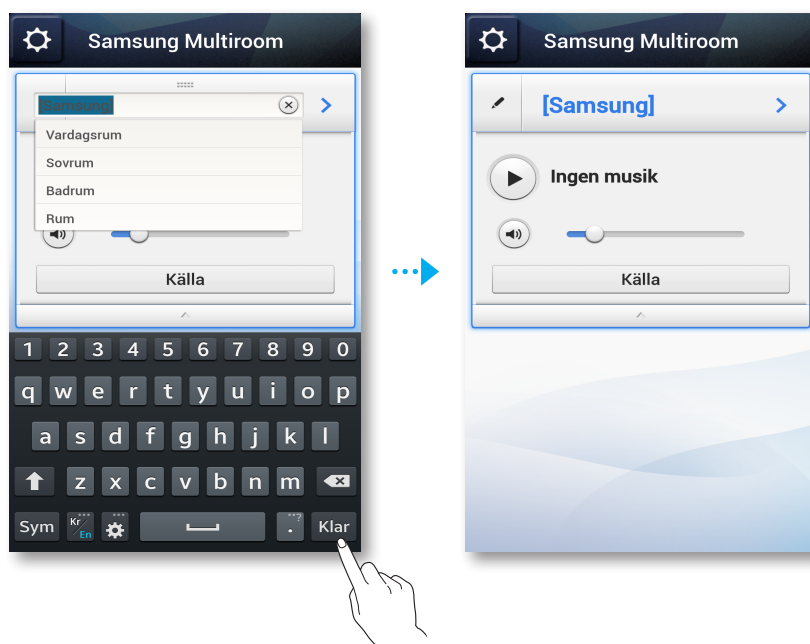 Samsung Multiroom
[Samsung]
Vardagsrum
Sovrum
Badrum
Rum
Källa
1 2 3 4 5 6 7 8 9 0
q w e r t y u i o p
a s d f g h j k l
z x c v b n m
Sym Kr/En . ...? Klar
Samsung Multiroom
[Samsung]
Ingen musik
Källa